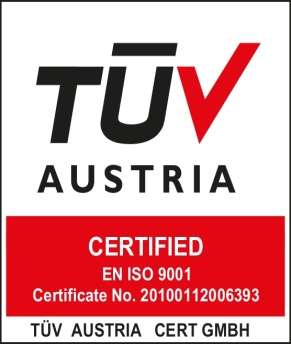 TÜV
AUSTRIA
CERTIFIED
EN ISO 9001
Certificate No. 20100112006393
TÜV AUSTRIA CERT GMBH